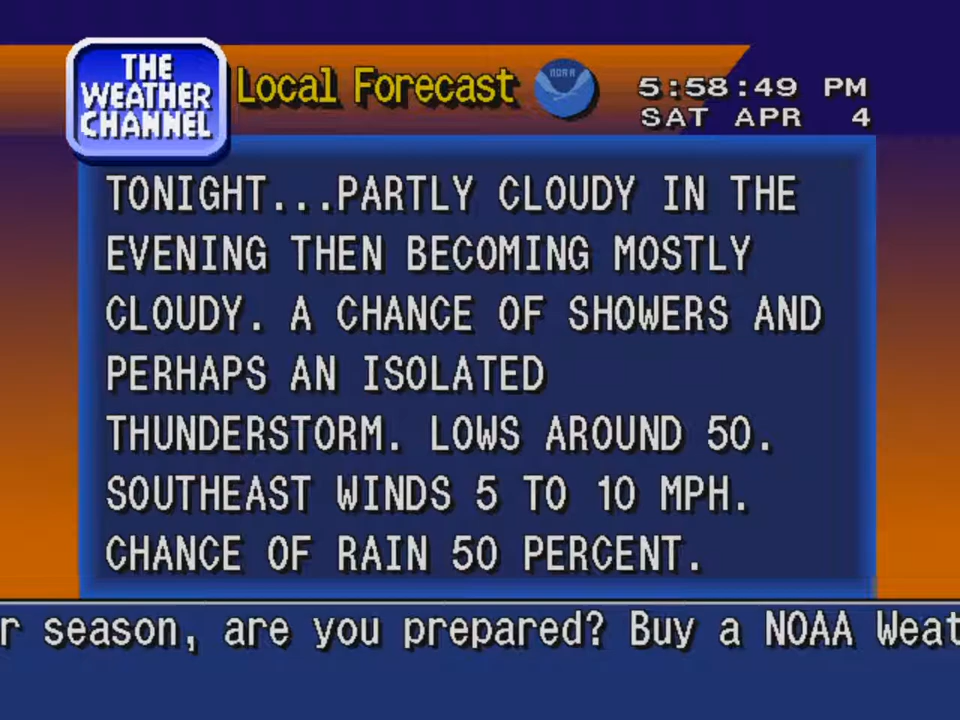 THE
WEATHER
CHANNEL
Local Forecast
NOAA
5:58:49 PM
SAT APR 4
TONIGHT...PARTLY CLOUDY IN THE
EVENING THEN BECOMING MOSTLY
CLOUDY. A CHANCE OF SHOWERS AND
PERHAPS AN ISOLATED
THUNDERSTORM. LOWS AROUND 50.
SOUTHEAST WINDS 5 TO 10 MPH.
CHANCE OF RAIN 50 PERCENT.
r season, are you prepared? Buy a NOAA Weat